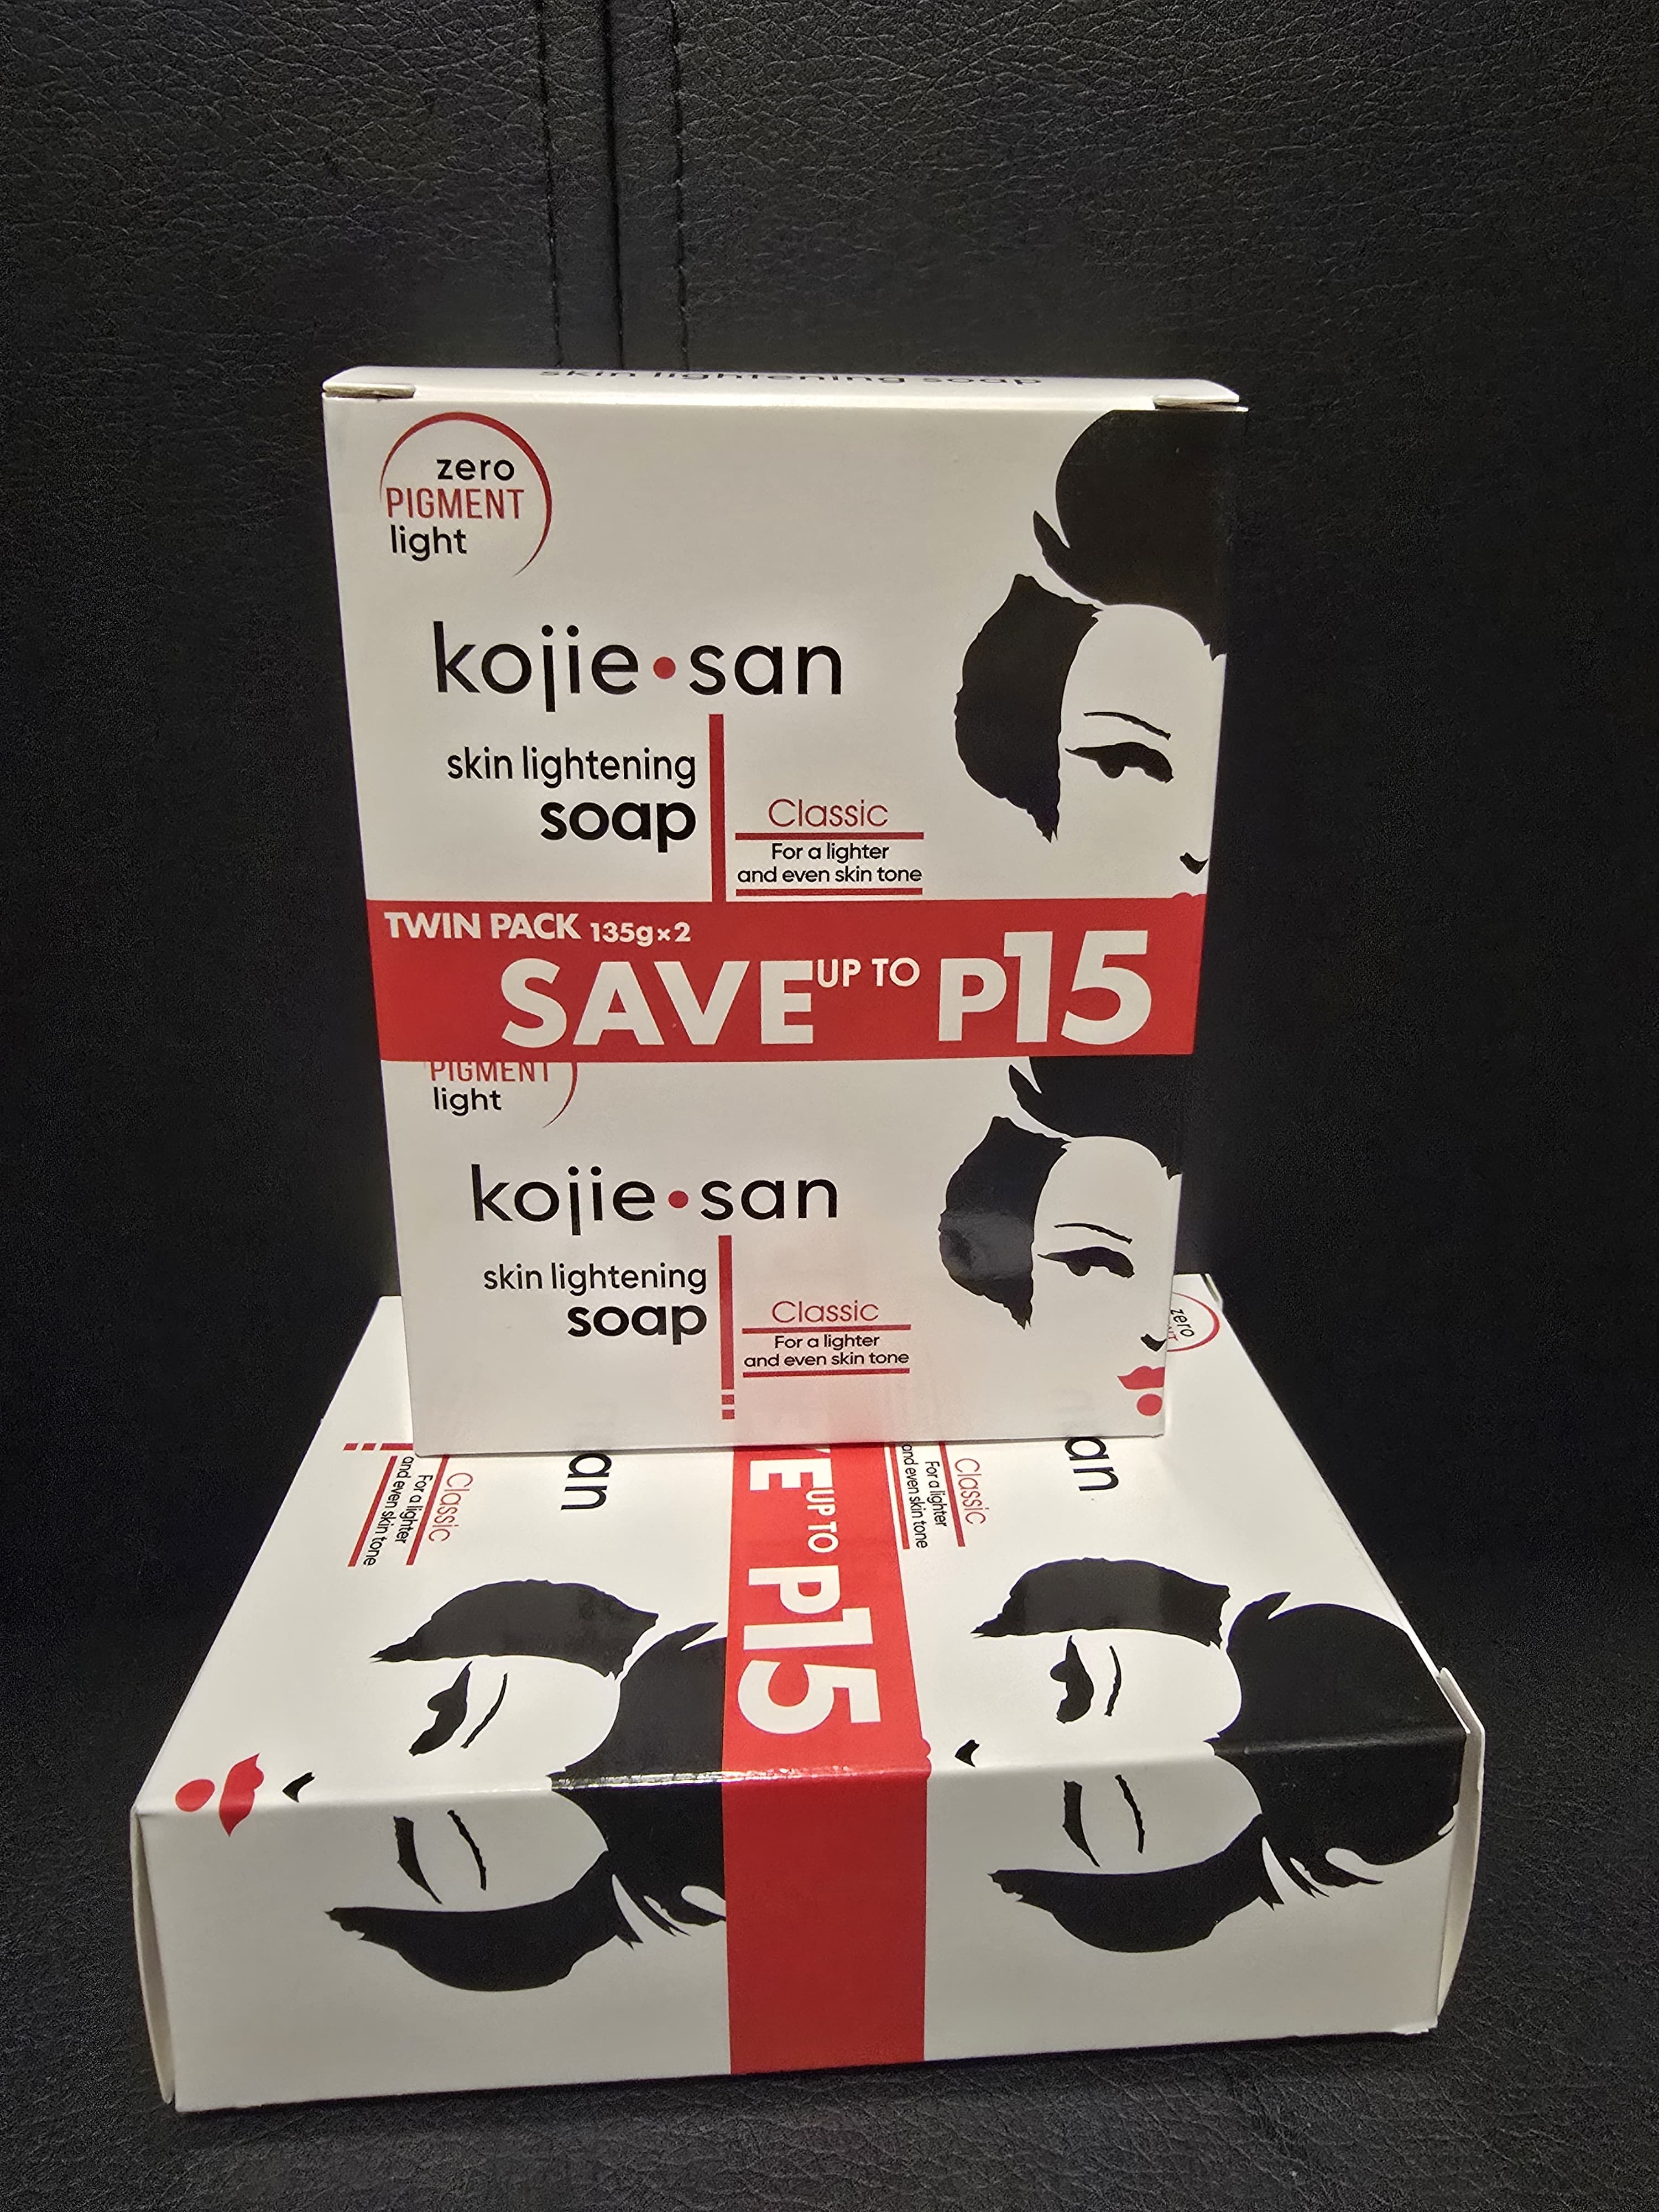 skin lightening soap
zero
PIGMENT
light
kojie•san
skin lightening
soap
Classic
For a lighter
and even skin tone
TWIN PACK 135g×2
SAVE UP TO P15
PIGMENT
light
kojie•san
skin lightening
soap
Classic
For a lighter
and even skin tone
zero
an
Classic
For a lighter
and even skin tone
E UP TO P15
an
Classic
For a lighter
and even skin tone